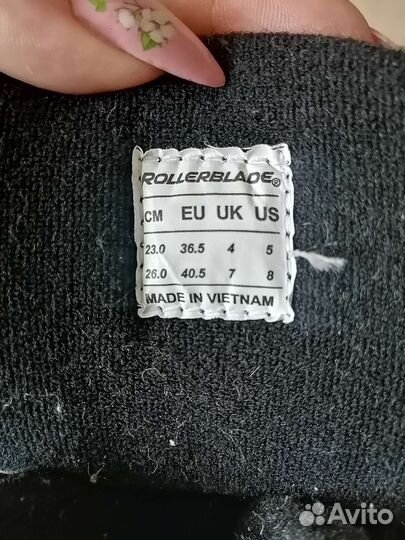 ROLLERBLADE®
CM EU UK US
23.0 36.5 4 5
26.0 40.5 7 8
MADE IN VIETNAM
Avito